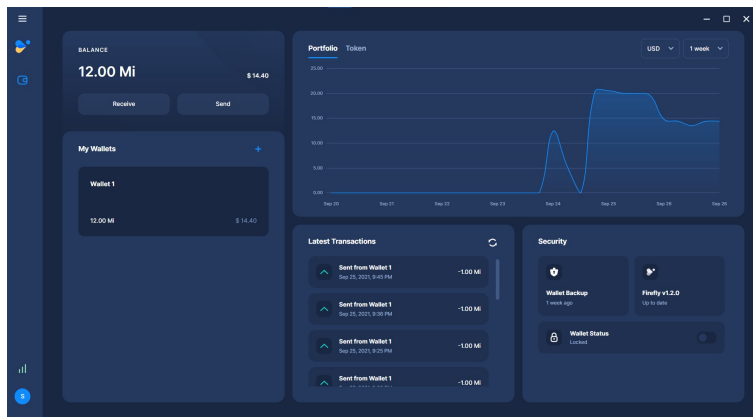 BALANCE
12.00 Mi
$ 14.40
Receive
Send
My Wallets
+
Wallet 1
12.00 Mi
$ 14.40
Portfolio
Token
USD
1 week
25.00
20.00
15.00
10.00
5.00
0.00
Sep 20
Sep 21
Sep 22
Sep 23
Sep 24
Sep 25
Sep 26
Sep 26
Latest Transactions
Sent from Wallet 1
-1.00 Mi
Sep 25, 2021, 9:45 PM
Sent from Wallet 1
-1.00 Mi
Sep 25, 2021, 9:36 PM
Sent from Wallet 1
-1.00 Mi
Sep 25, 2021, 9:25 PM
Sent from Wallet 1
-1.00 Mi
Security
Wallet Backup
1 week ago
Firefly v1.2.0
Up to date
Wallet Status
Locked
S